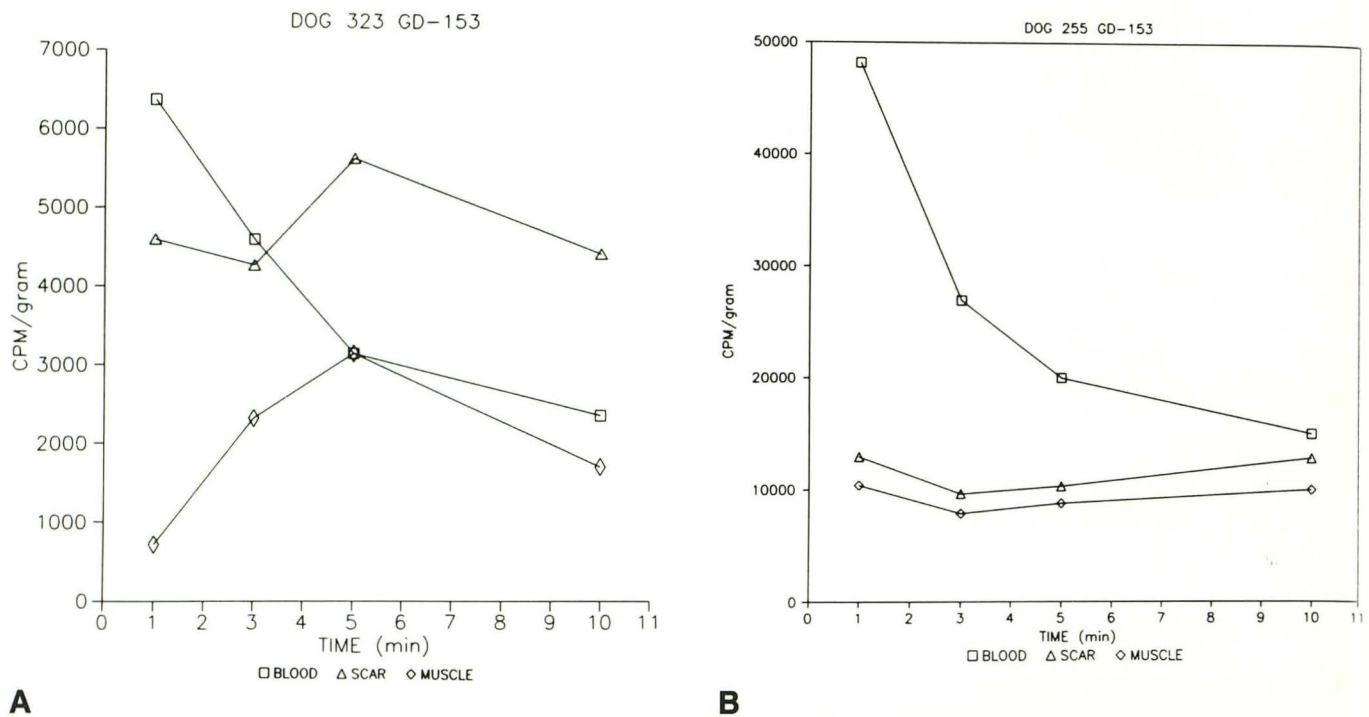 DOG 323 GD-153
7000
6000
5000
4000
3000
2000
1000
0
CPM/gram
0 1 2 3 4 5 6 7 8 9 10 11
TIME (min)
BLOOD SCAR MUSCLE
A
DOG 255 GD-153
50000
40000
30000
20000
10000
0
CPM/gram
0 1 2 3 4 5 6 7 8 9 10 11
TIME (min)
BLOOD SCAR MUSCLE
B